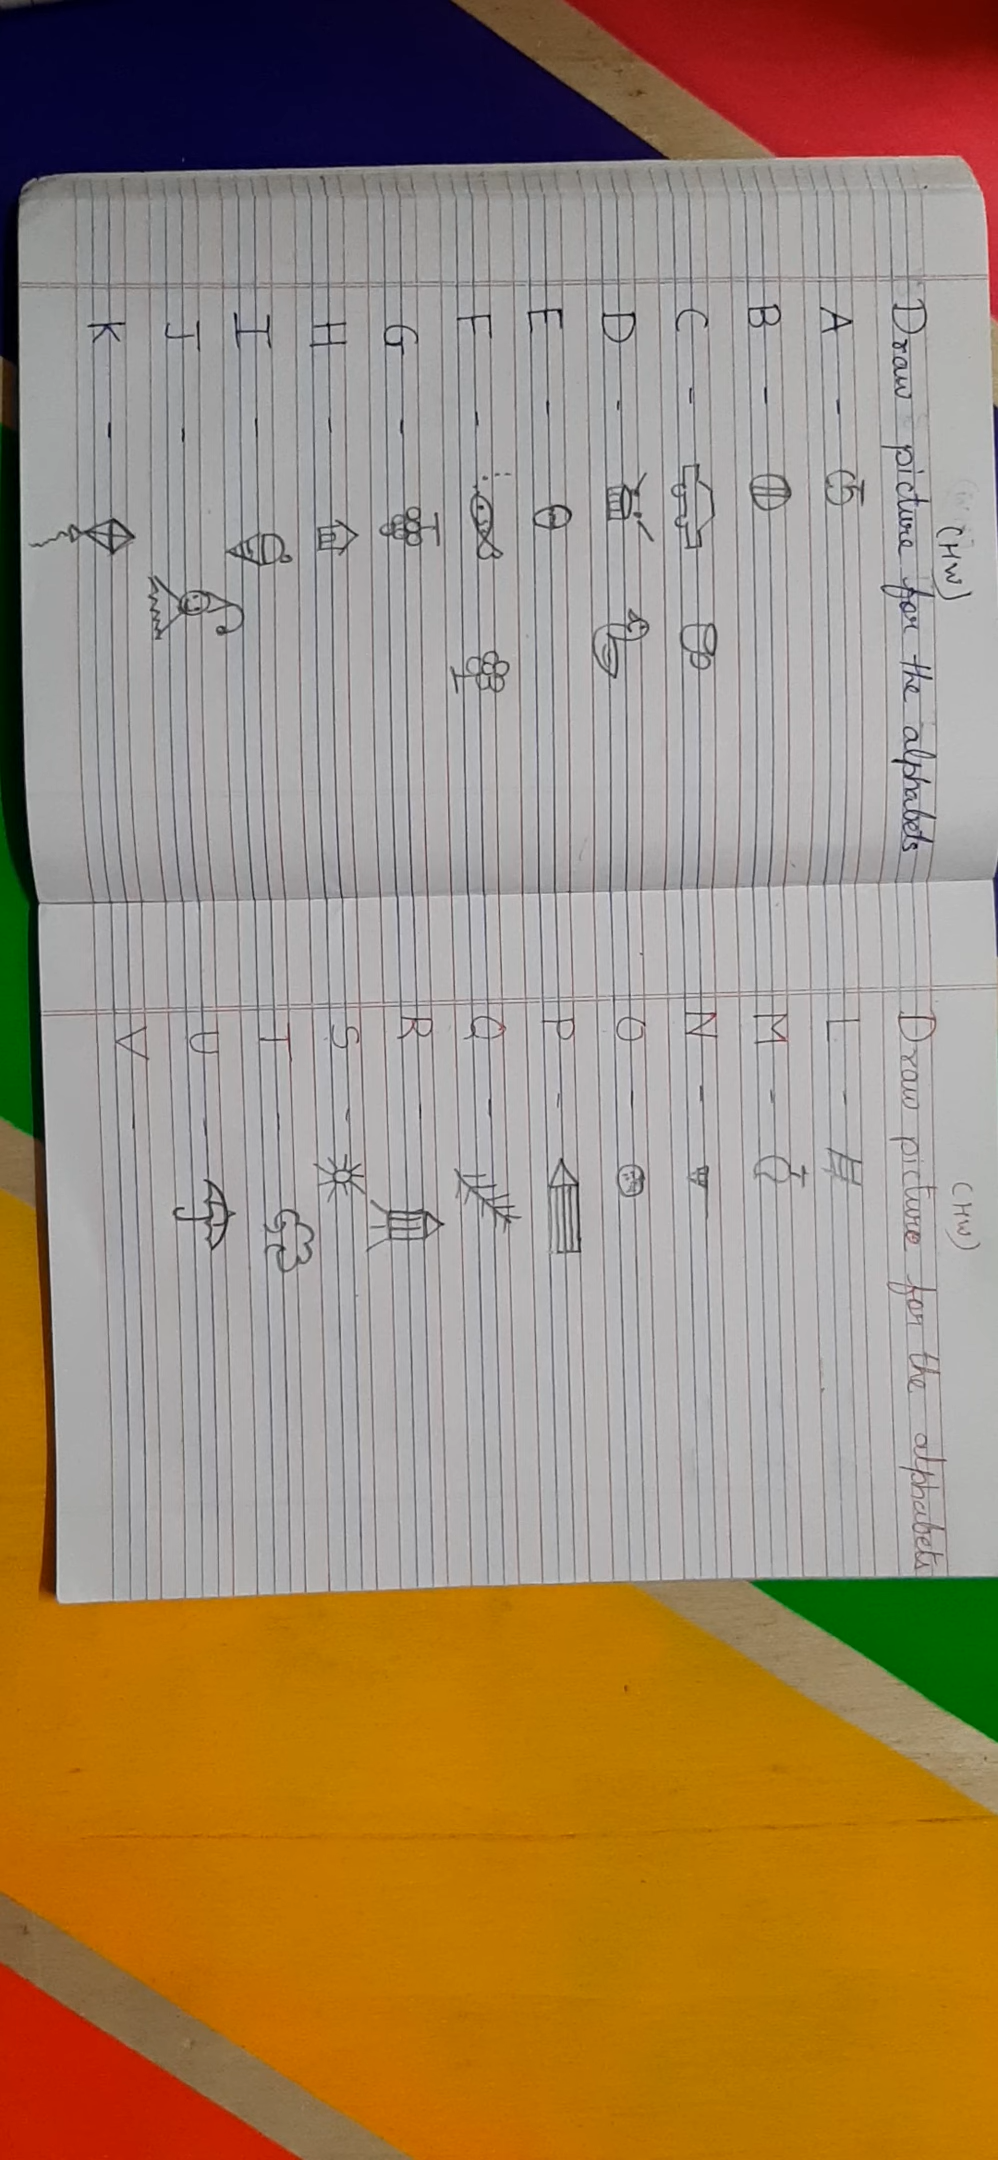 (HW)
Draw picture for the alphabets
A -
B -
C -
D -
E -
F -
G -
H -
I -
J -
K -
(HW)
Draw picture for the alphabets
L -
M -
N -
O -
P -
Q -
R -
S -
T -
U -
V -